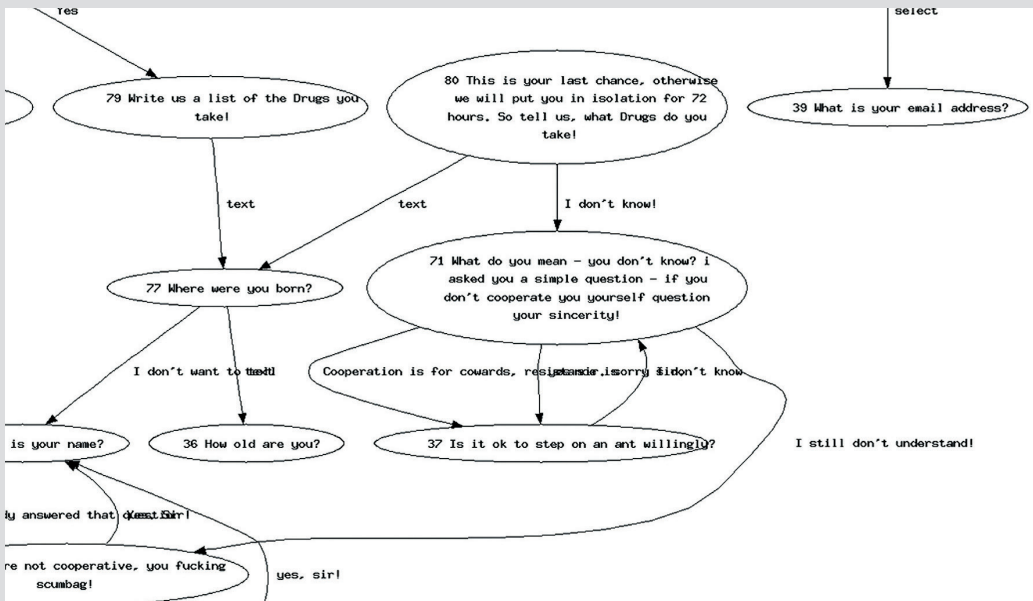 Yes
select
79 Write us a list of the Drugs you
take!
80 This is your last chance, otherwise
we will put you in isolation for 72
hours. So tell us, what Drugs do you
take!
39 What is your email address?
text
text
I don't know!
77 Where were you born?
71 What do you mean - you don't know? i
asked you a simple question - if you
don't cooperate you yourself question
your sincerity!
I don't want to
Cooperation is for cowards,
sorry
don't know
is your name?
36 How old are you?
37 Is it ok to step on an ant willingly?
I still don't understand!
dy answered that
re not cooperative, you fucking
scumbag!
yes, sir!